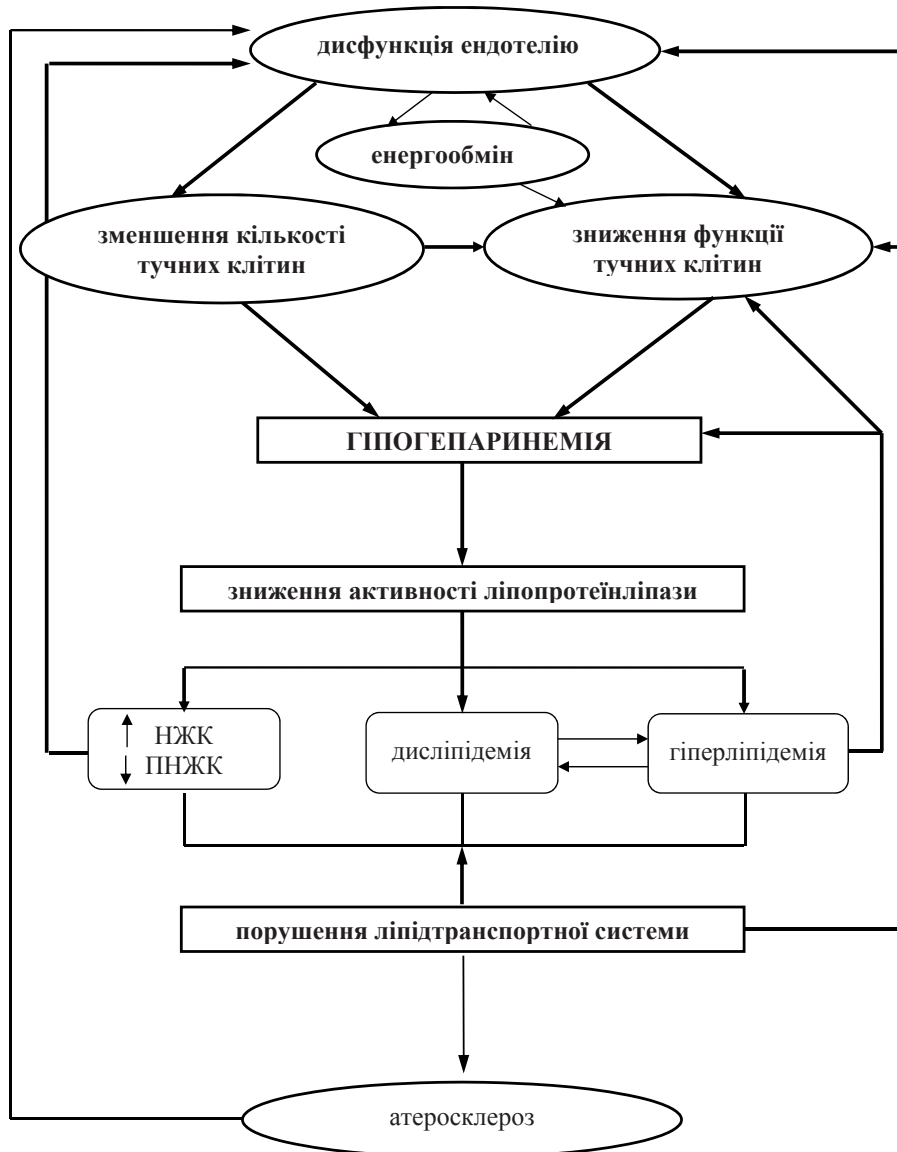 дисфункція ендотелію
енергообмін
зменшення кількості
тучних клітин
зниження функції
тучних клітин
ГІПОГЕПАРИНЕМІЯ
зниження активності ліпопротеїнліпази
НЖК
ПНЖК
дисліпідемія
гіперліпідемія
порушення ліпідтранспортної системи
атеросклероз